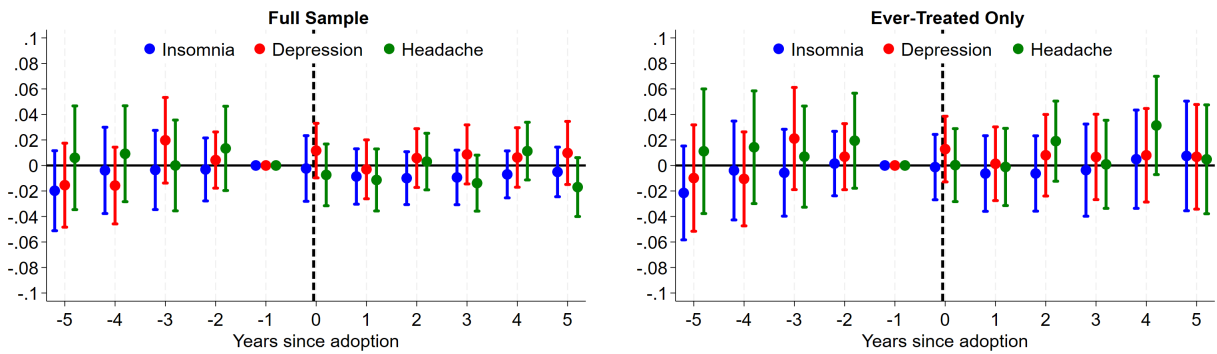 Full Sample
Insomnia Depression Headache
.1
.08
.06
.04
.02
0
-.02
-.04
-.06
-.08
-.1
-5 -4 -3 -2 -1 0 1 2 3 4 5
Years since adoption
Ever-Treated Only
Insomnia Depression Headache
.1
.08
.06
.04
.02
0
-.02
-.04
-.06
-.08
-.1
-5 -4 -3 -2 -1 0 1 2 3 4 5
Years since adoption